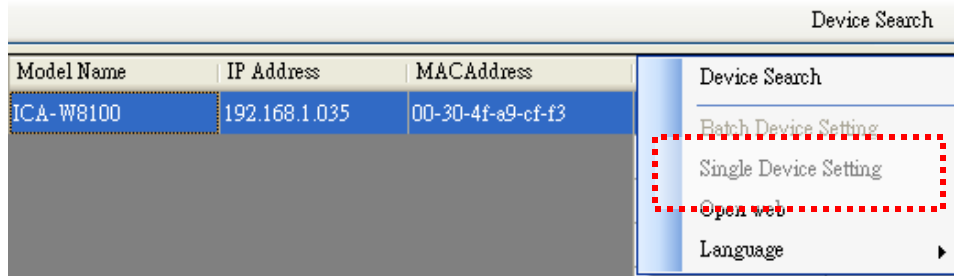 Device Search
Model Name IP Address MACAddress
Device Search
ICA-W8100 192.168.1.035 00-30-4f-a9-cf-f3
Batch Device Setting
Single Device Setting
Open web
Language